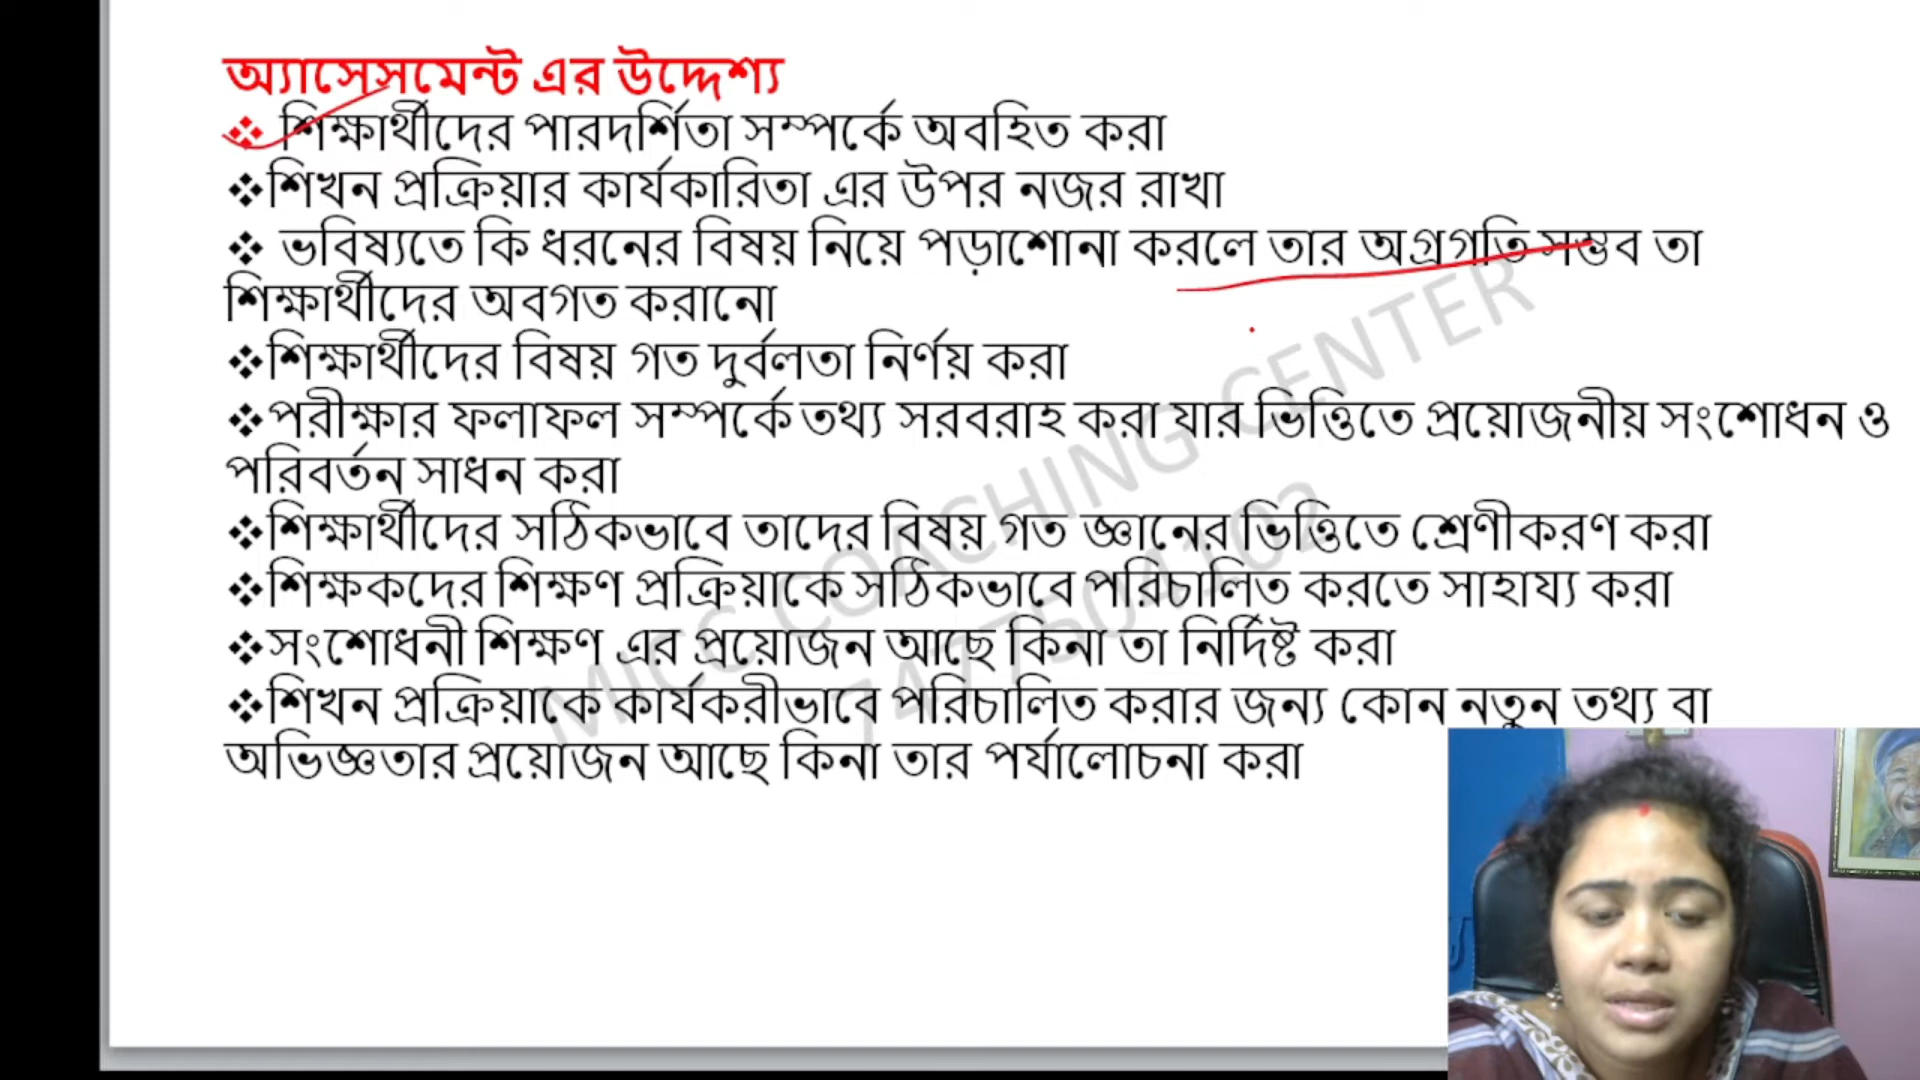 অ্যাসেসমেন্ট এর উদ্দেশ্য
❖ শিক্ষার্থীদের পারদর্শিতা সম্পর্কে অবহিত করা
❖শিখন প্রক্রিয়ার কার্যকারিতা এর উপর নজর রাখা
❖ ভবিষ্যতে কি ধরনের বিষয় নিয়ে পড়াশোনা করলে তার অগ্রগতি সম্ভব তা
শিক্ষার্থীদের অবগত করানো
❖শিক্ষার্থীদের বিষয় গত দুর্বলতা নির্ণয় করা
❖পরীক্ষার ফলাফল সম্পর্কে তথ্য সরবরাহ করা যার ভিত্তিতে প্রয়োজনীয় সংশোধন ও
পরিবর্তন সাধন করা
❖শিক্ষার্থীদের সঠিকভাবে তাদের বিষয় গত জ্ঞানের ভিত্তিতে শ্রেণীকরণ করা
❖শিক্ষকদের শিক্ষণ প্রক্রিয়াকে সঠিকভাবে পরিচালিত করতে সাহায্য করা
❖সংশোধনী শিক্ষণ এর প্রয়োজন আছে কিনা তা নির্দিষ্ট করা
❖শিখন প্রক্রিয়াকে কার্যকরীভাবে পরিচালিত করার জন্য কোন নতুন তথ্য বা
অভিজ্ঞতার প্রয়োজন আছে কিনা তার পর্যালোচনা করা
MICC COACHING CENTER
7477504102